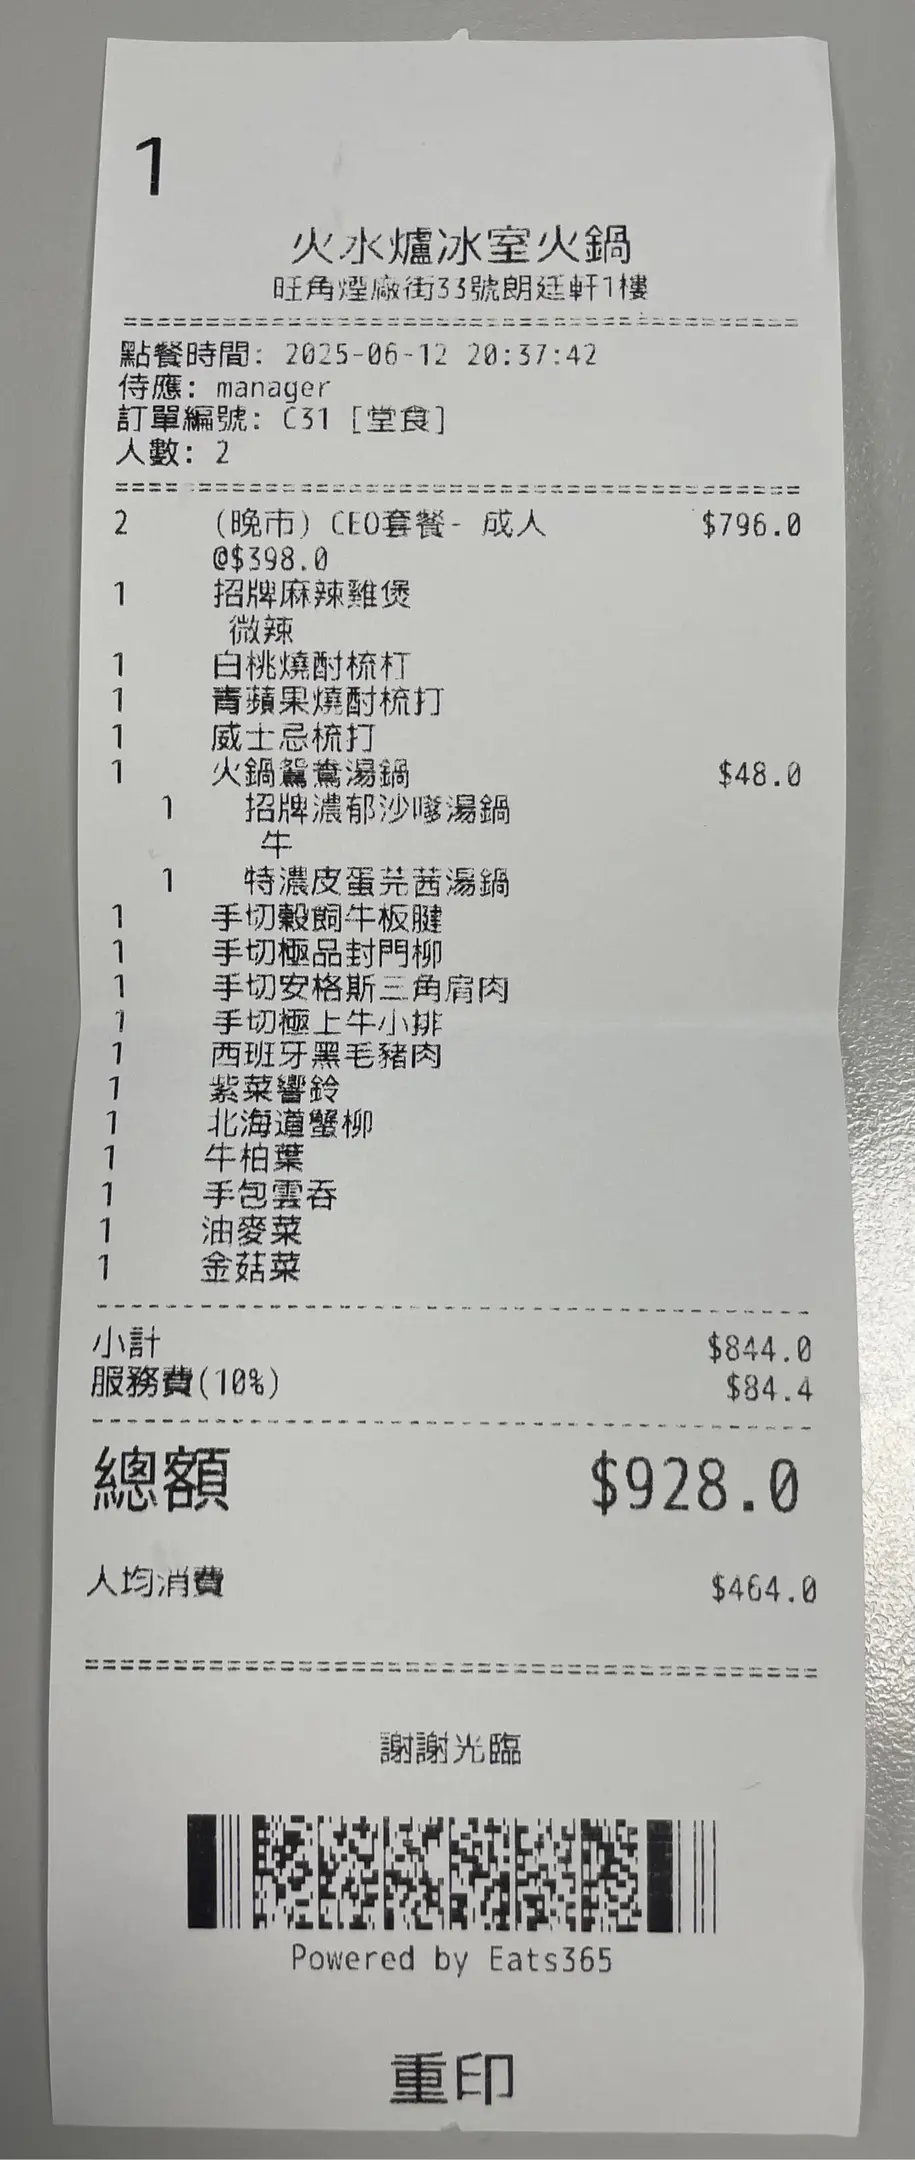 1
火水爐冰室火鍋
旺角煙廠街33號朗廷軒1樓
點餐時間: 2025-06-12 20:37:42
侍應: manager
訂單編號: C31 [堂食]
人數: 2
2 (晚市) CEO套餐- 成人 $796.0
@$398.0
1 招牌麻辣雞煲
微辣
1 白桃燒酎梳打
1 青蘋果燒酎梳打
1 威士忌梳打
1 火鍋鴛鴦湯鍋 $48.0
1 招牌濃郁沙嗲湯鍋
牛
1 特濃皮蛋芫茜湯鍋
1 手切穀飼牛板腱
1 手切極品封門柳
1 手切安格斯三角肩肉
1 手切極上牛小排
1 西班牙黑毛豬肉
1 紫菜響鈴
1 北海道蟹柳
1 牛柏葉
1 手包雲吞
1 油麥菜
1 金菇菜
小計 $844.0
服務費(10%) $84.4
總額 $928.0
人均消費 $464.0
謝謝光臨
Powered by Eats365
重印